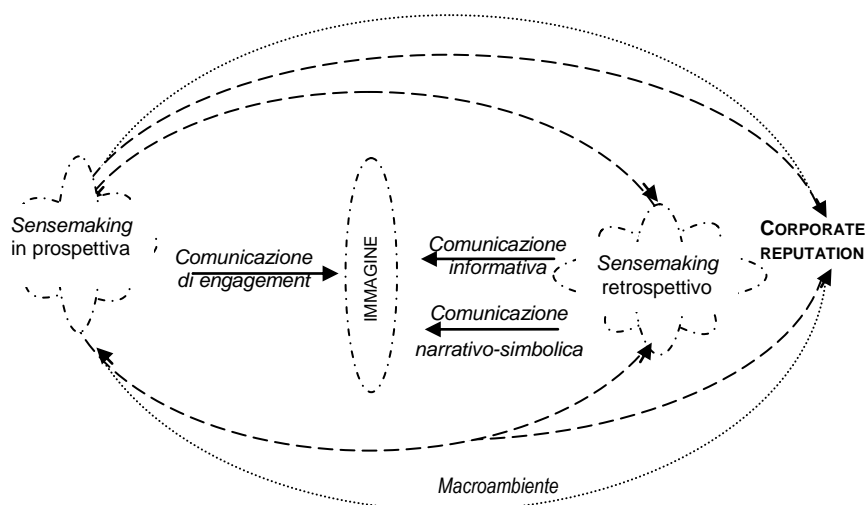 Sensemaking
in prospettiva
Comunicazione
di engagement
IMMAGINE
Comunicazione
informativa
Comunicazione
narrativo-simbolica
Sensemaking
retrospettivo
CORPORATE
REPUTATION
Macroambiente